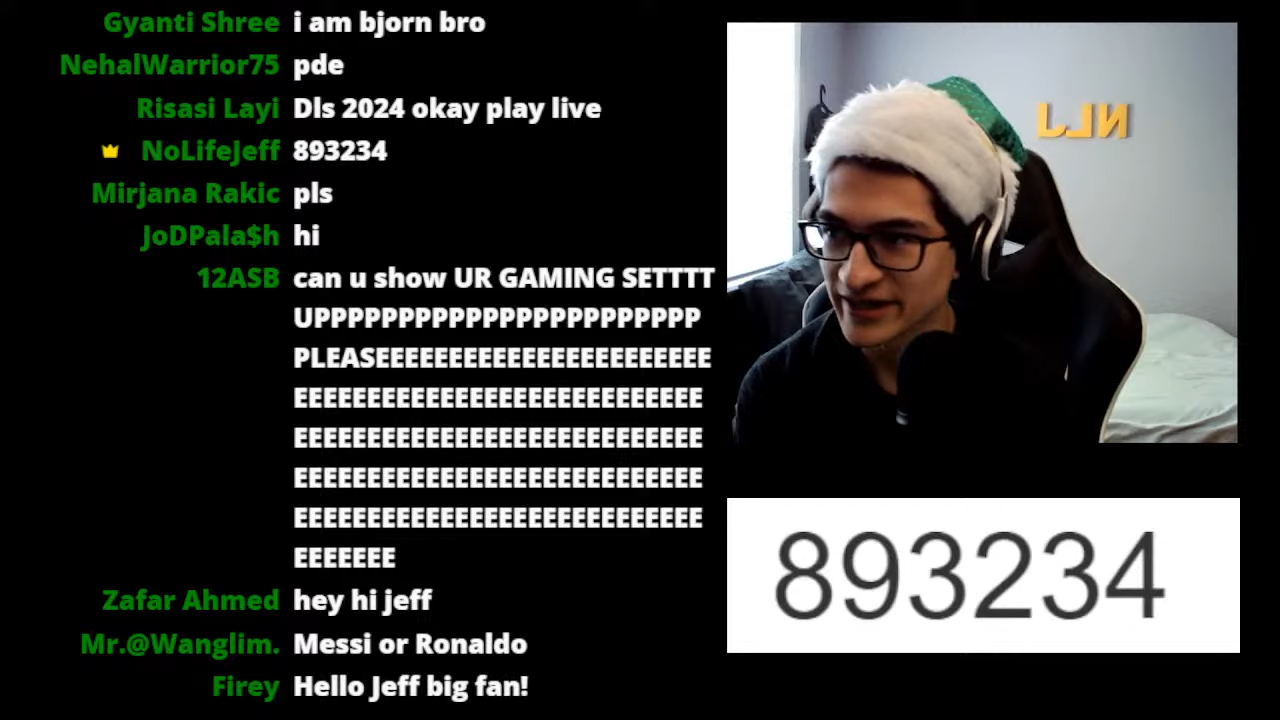 Gyanti Shree i am bjorn bro
NehalWarrior75 pde
Risasi Layi Dls 2024 okay play live
NoLifeJeff 893234
Mirjana Rakic pls
JoDPala$h hi
12ASB can u show UR GAMING SETTTT
UPPPPPPPPPPPPPPPPPPPPPPP
PLEASEEEEEEEEEEEEEEEEEEEEEEE
EEEEEEEEEEEEEEEEEEEEEEEEEEEE
EEEEEEEEEEEEEEEEEEEEEEEEEEEE
EEEEEEEEEEEEEEEEEEEEEEEEEEEE
EEEEEEEEEEEEEEEEEEEEEEEEEEEE
EEEEEEE
Zafar Ahmed hey hi jeff
Mr.@Wanglim. Messi or Ronaldo
Firey Hello Jeff big fan!
NLJ
893234